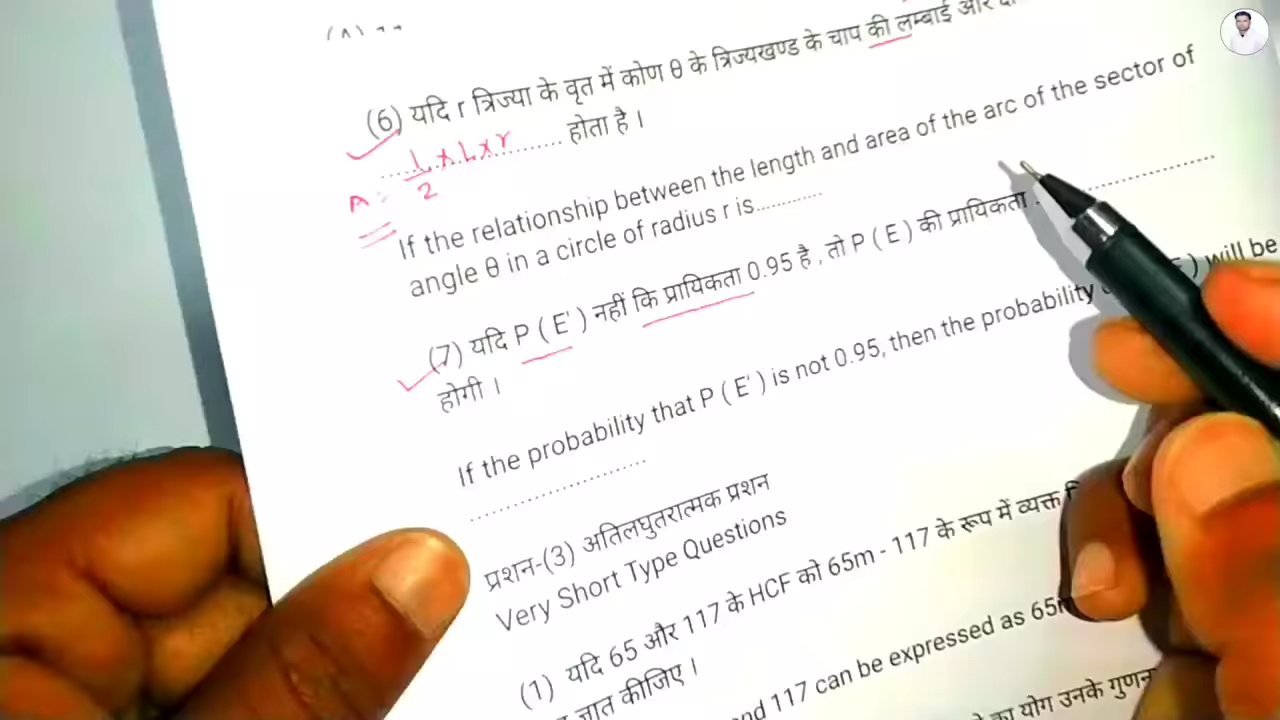 (6) यदि r त्रिज्या के वृत में कोण θ के त्रिज्यखण्ड के चाप की लम्बाई और
............................ होता है ।
A = 1/2 × L × r
If the relationship between the length and area of the arc of the sector of
angle θ in a circle of radius r is............
(7) यदि P ( E' ) नहीं कि प्रायिकता 0.95 है , तो P ( E ) की प्रायिकता ......................
होगी ।
If the probability that P ( E' ) is not 0.95, then the probability ) will be
..............................
प्रशन-(3) अतिलघुतरात्मक प्रशन
Very Short Type Questions
(1) यदि 65 और 117 के HCF को 65m - 117 के रूप में व्यक्त
ज्ञात कीजिए ।
117 can be expressed as 65m
का योग उनके